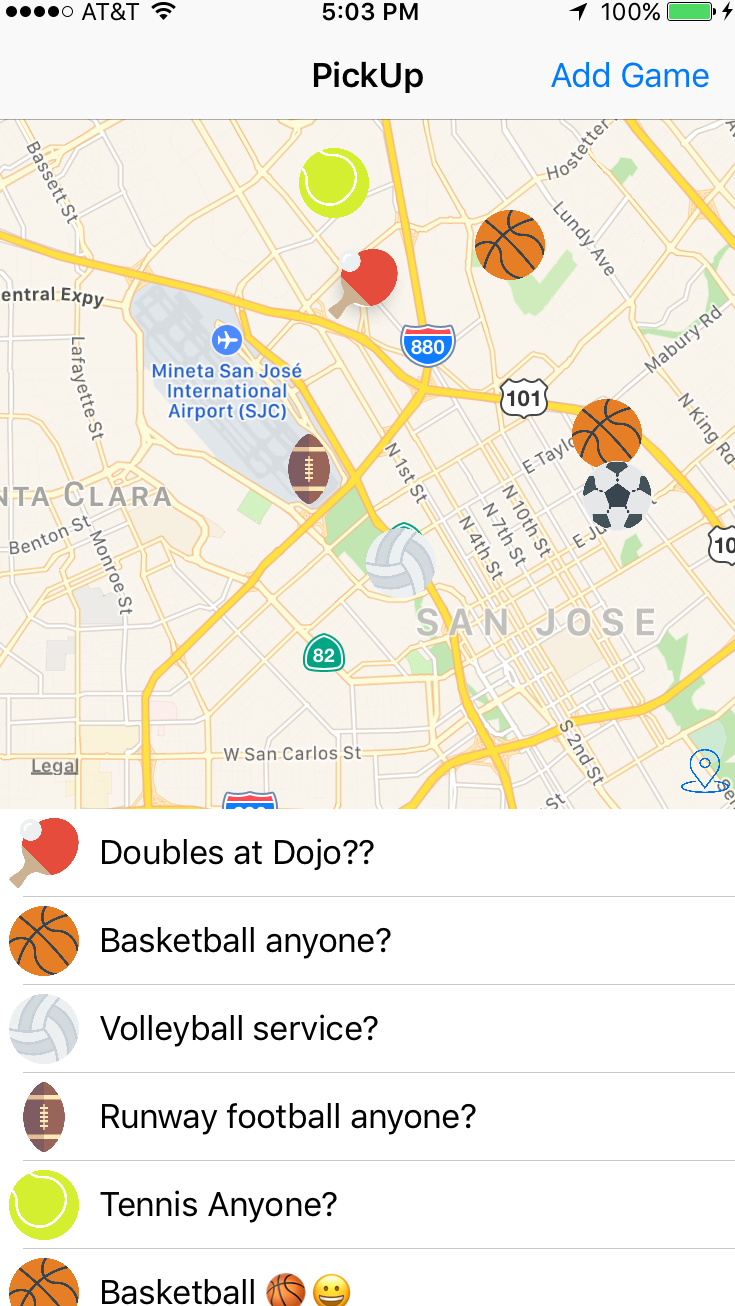 AT&T 5:03 PM 100%
PickUp Add Game
Bassett St
Hostetter
Lundy Ave
entral Expy
Lafayette St
Mineta San José
International
Airport (SJC)
880
Mabury Rd
101
N King Rd
E Taylo
N 1st St
NTA CLARA
N 10th St
N 7th St
N 4th St
Benton St
Monroe St
E Ju
10
SAN JOSE
82
W San Carlos St
S 2nd St
Legal
St
Doubles at Dojo??
Basketball anyone?
Volleyball service?
Runway football anyone?
Tennis Anyone?
Basketball 🏀😀